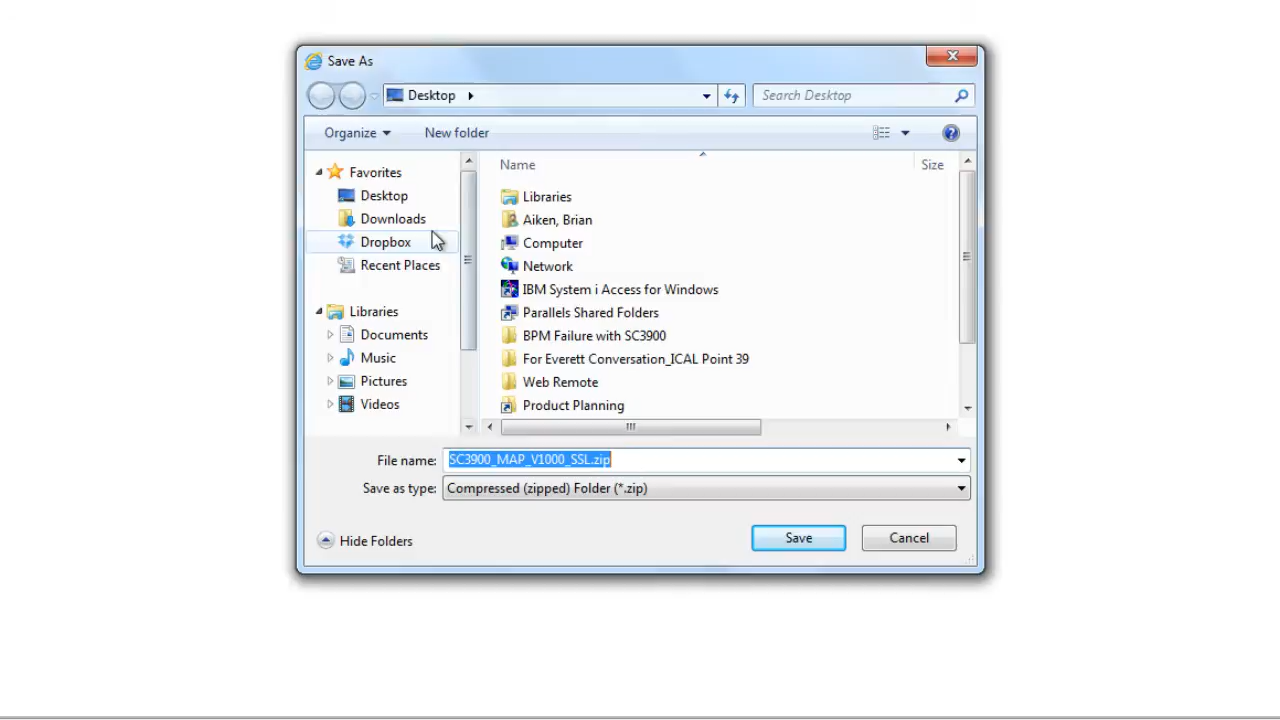 Save As
Desktop
Search Desktop
Organize
New folder
Name
Size
Favorites
Desktop
Downloads
Dropbox
Recent Places
Libraries
Documents
Music
Pictures
Videos
Libraries
Aiken, Brian
Computer
Network
IBM System i Access for Windows
Parallels Shared Folders
BPM Failure with SC3900
For Everett Conversation_ICAL Point 39
Web Remote
Product Planning
File name: SC3900_MAP_V1000_SSL.zip
Save as type: Compressed (zipped) Folder (*.zip)
Hide Folders
Save
Cancel